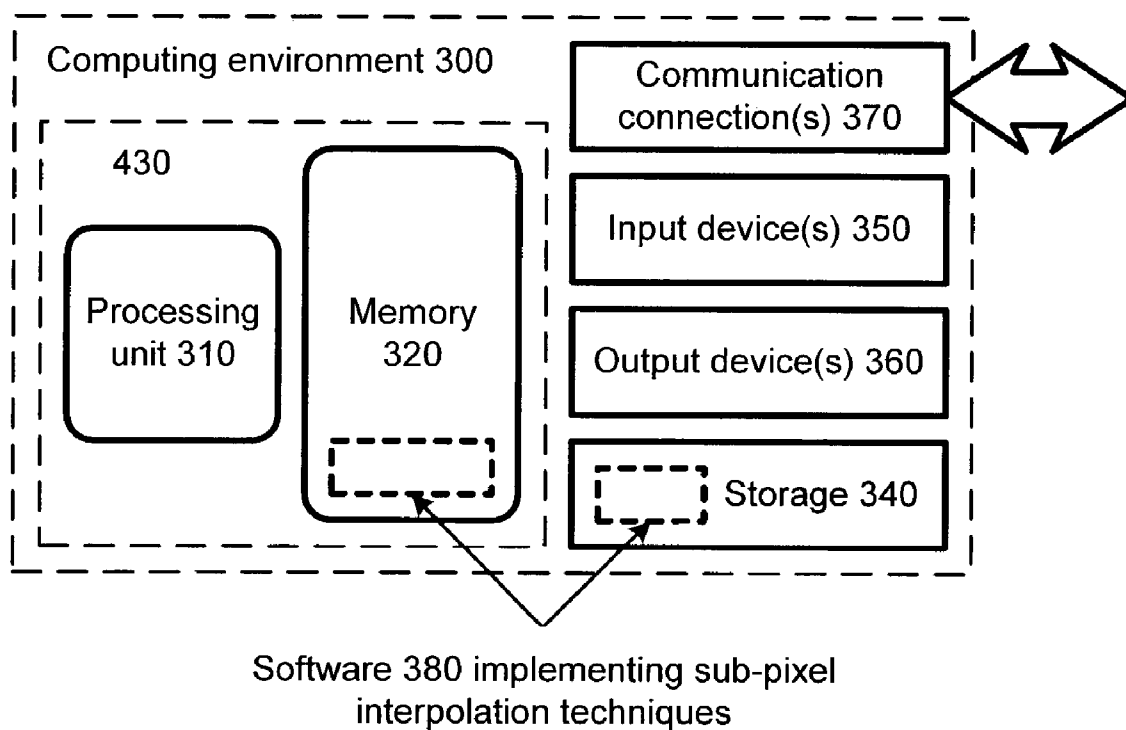 Computing environment 300
430
Processing
unit 310
Memory
320
Communication
connection(s) 370
Input device(s) 350
Output device(s) 360
Storage 340
Software 380 implementing sub-pixel
interpolation techniques